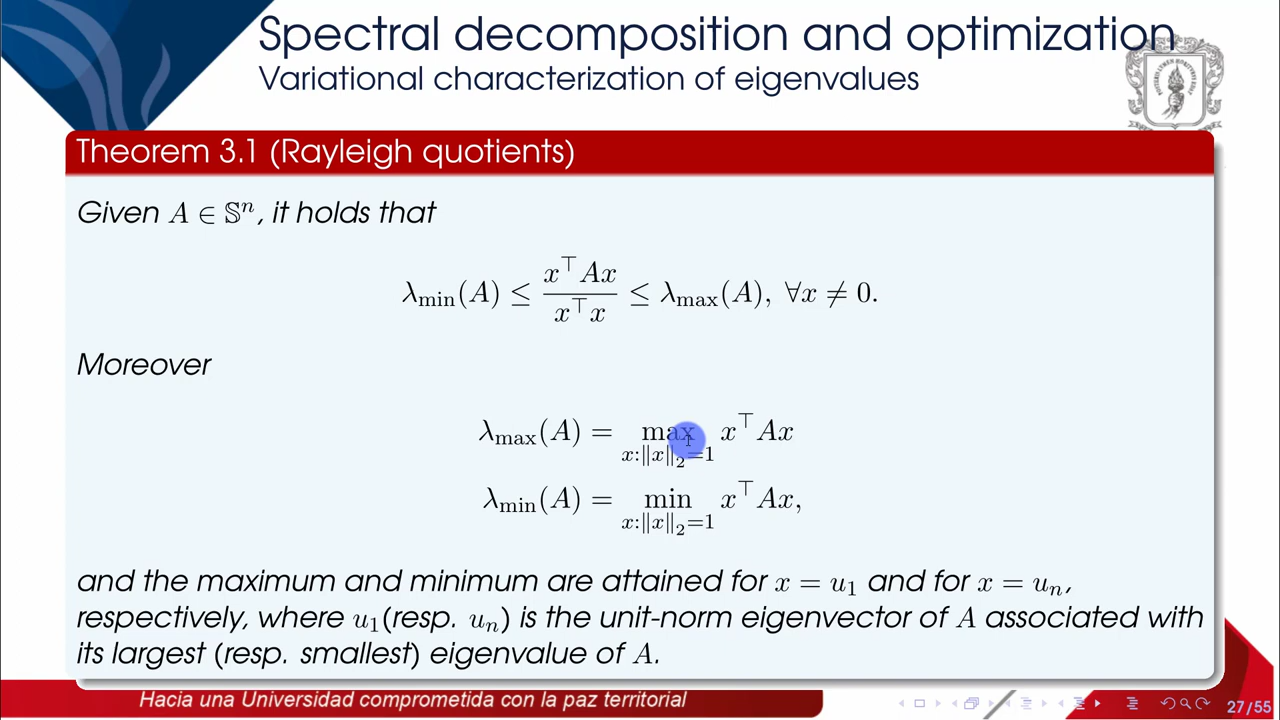 Spectral decomposition and optimization
Variational characterization of eigenvalues
Theorem 3.1 (Rayleigh quotients)
Given A ∈ 𝕊ⁿ, it holds that
λ_min(A) ≤ x^⊤Ax / x^⊤x ≤ λ_max(A), ∀x ≠ 0.
Moreover
λ_max(A) = max_{x:‖x‖₂=1} x^⊤Ax
λ_min(A) = min_{x:‖x‖₂=1} x^⊤Ax,
and the maximum and minimum are attained for x = u₁ and for x = uₙ,
respectively, where u₁(resp. uₙ) is the unit-norm eigenvector of A associated with
its largest (resp. smallest) eigenvalue of A.
Hacia una Universidad comprometida con la paz territorial
27/55